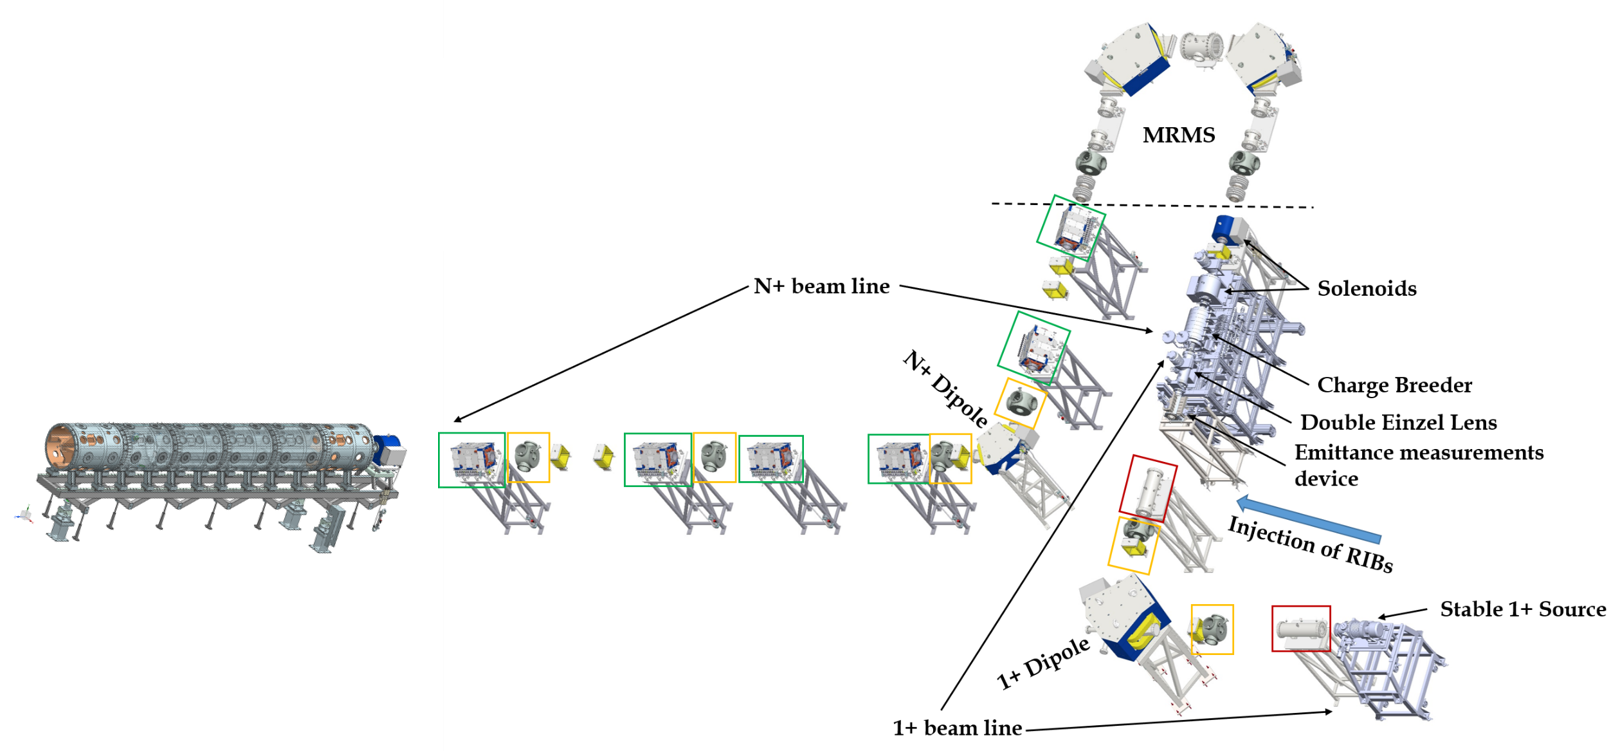 MRMS
N+ beam line
Solenoids
N+ Dipole
Charge Breeder
Double Einzel Lens
Emittance measurements
device
Injection of RIBs
Stable 1+ Source
1+ Dipole
1+ beam line